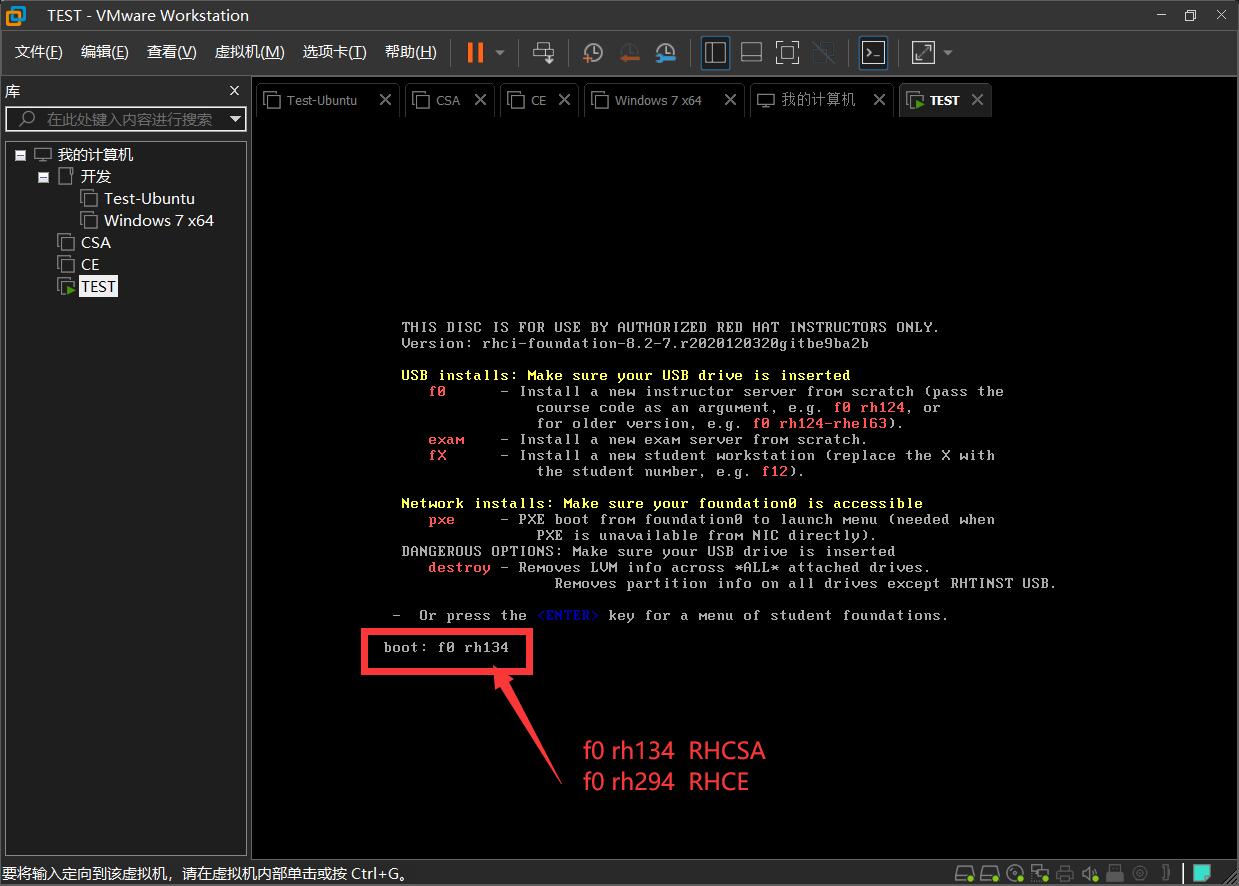 TEST - VMware Workstation
文件(F) 编辑(E) 查看(V) 虚拟机(M) 选项卡(T) 帮助(H)
库
在此处键入内容进行搜索
我的计算机
开发
Test-Ubuntu
Windows 7 x64
CSA
CE
TEST
Test-Ubuntu CSA CE Windows 7 x64 我的计算机 TEST
THIS DISC IS FOR USE BY AUTHORIZED RED HAT INSTRUCTORS ONLY.
Version: rhci-foundation-8.2-7.r2020120320gitbe9ba2b
USB installs: Make sure your USB drive is inserted
f0 - Install a new instructor server from scratch (pass the
course code as an argument, e.g. f0 rh124, or
for older version, e.g. f0 rh124-rhel63).
exam - Install a new exam server from scratch.
fX - Install a new student workstation (replace the X with
the student number, e.g. f12).
Network installs: Make sure your foundation0 is accessible
pxe - PXE boot from foundation0 to launch menu (needed when
PXE is unavailable from NIC directly).
DANGEROUS OPTIONS: Make sure your USB drive is inserted
destroy - Removes LVM info across *ALL* attached drives.
Removes partition info on all drives except RHTINST USB.
- Or press the <ENTER> key for a menu of student foundations.
boot: f0 rh134
f0 rh134 RHCSA
f0 rh294 RHCE
要将输入定向到该虚拟机，请在虚拟机内部单击或按 Ctrl+G。